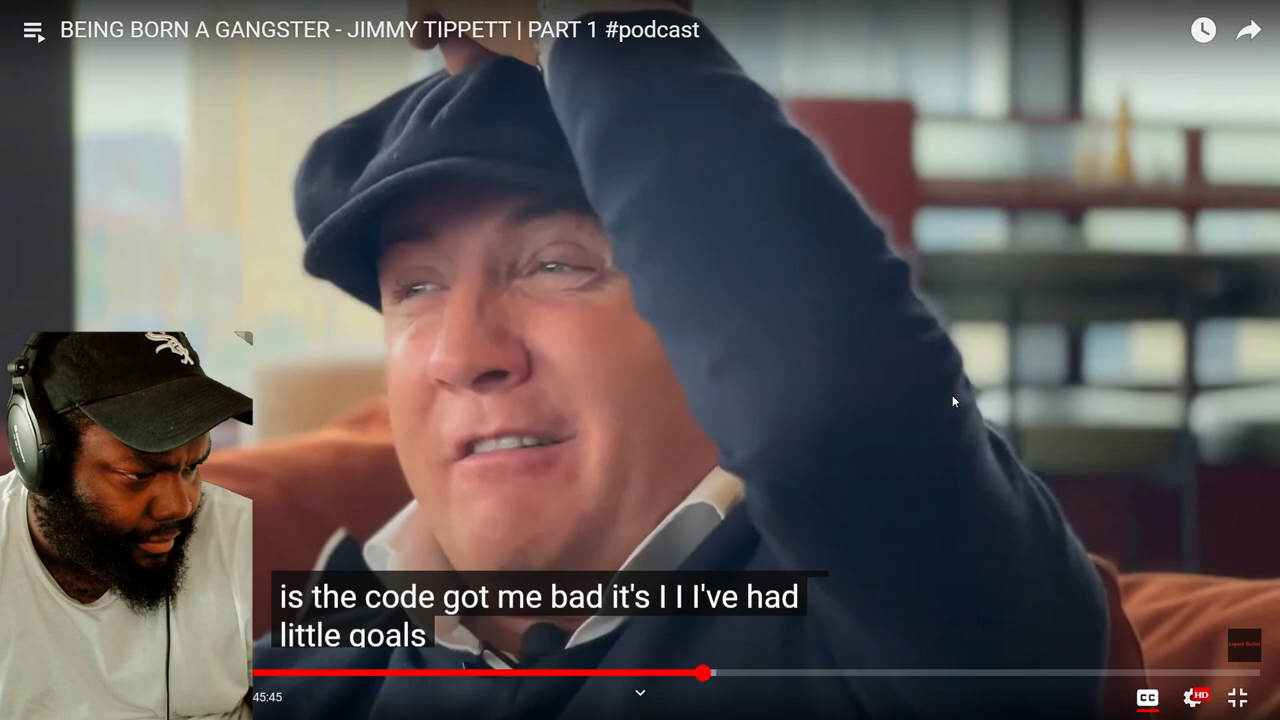 BEING BORN A GANGSTER - JIMMY TIPPETT | PART 1 #podcast
is the code got me bad it's I I I've had
little goals
45:45
CC
HD